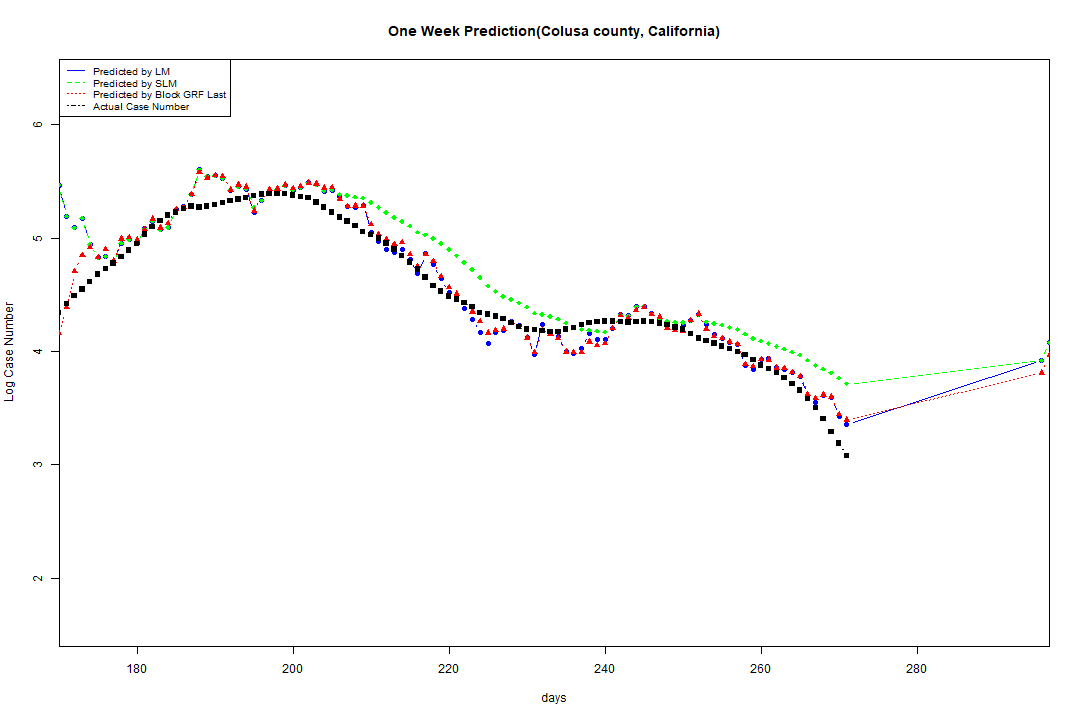 One Week Prediction(Colusa county, California)
Predicted by LM
Predicted by SLM
Predicted by Block GRF Last
Actual Case Number
6
5
4
3
2
Log Case Number
180 200 220 240 260 280
days